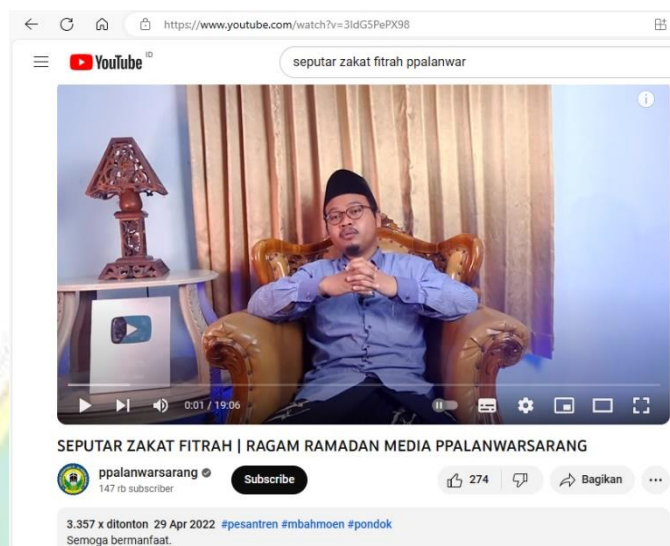 https://www.youtube.com/watch?v=3IdG5PePX98
YouTube ID
seputar zakat fitrah ppalanwar
0:01 / 19:06
SEPUTAR ZAKAT FITRAH | RAGAM RAMADAN MEDIA PPALANWARSARANG
ppalanwarsarang
147 rb subscriber
Subscribe
274
Bagikan
3.357 x ditonton 29 Apr 2022 #pesantren #mbahmoen #pondok
Semoga bermanfaat.